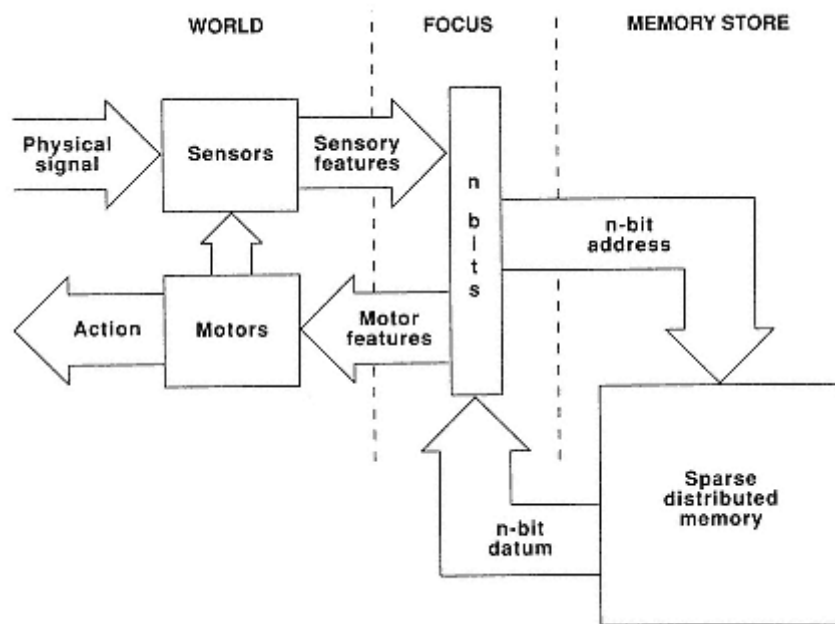 WORLD
FOCUS
MEMORY STORE
Physical
signal
Sensors
Sensory
features
n bits
n-bit
address
Action
Motors
Motor
features
n-bit
datum
Sparse
distributed
memory